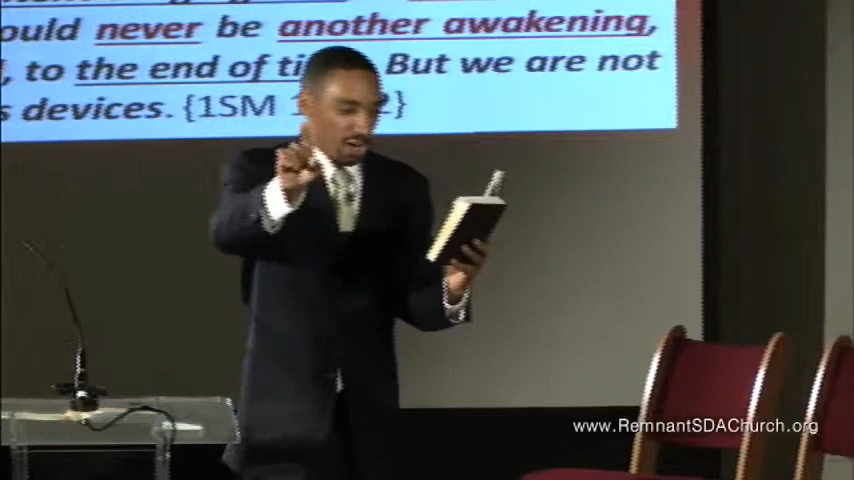 ould never be another awakening,
to the end of But we are not
s devices. {1SM
www.RemnantSDAChurch.org